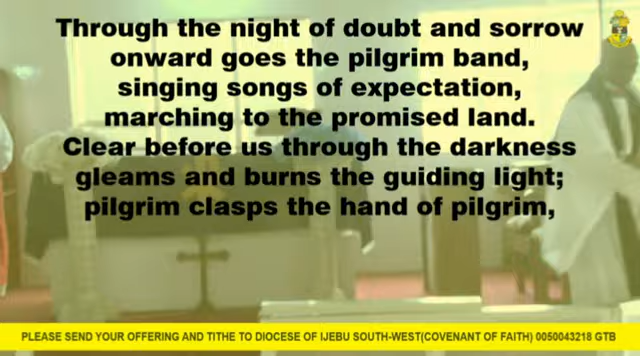 Through the night of doubt and sorrow
onward goes the pilgrim band,
singing songs of expectation,
marching to the promised land.
Clear before us through the darkness
gleams and burns the guiding light;
pilgrim clasps the hand of pilgrim,
PLEASE SEND YOUR OFFERING AND TITHE TO DIOCESE OF IJEBU SOUTH-WEST(COVENANT OF FAITH) 0050043218 GTB